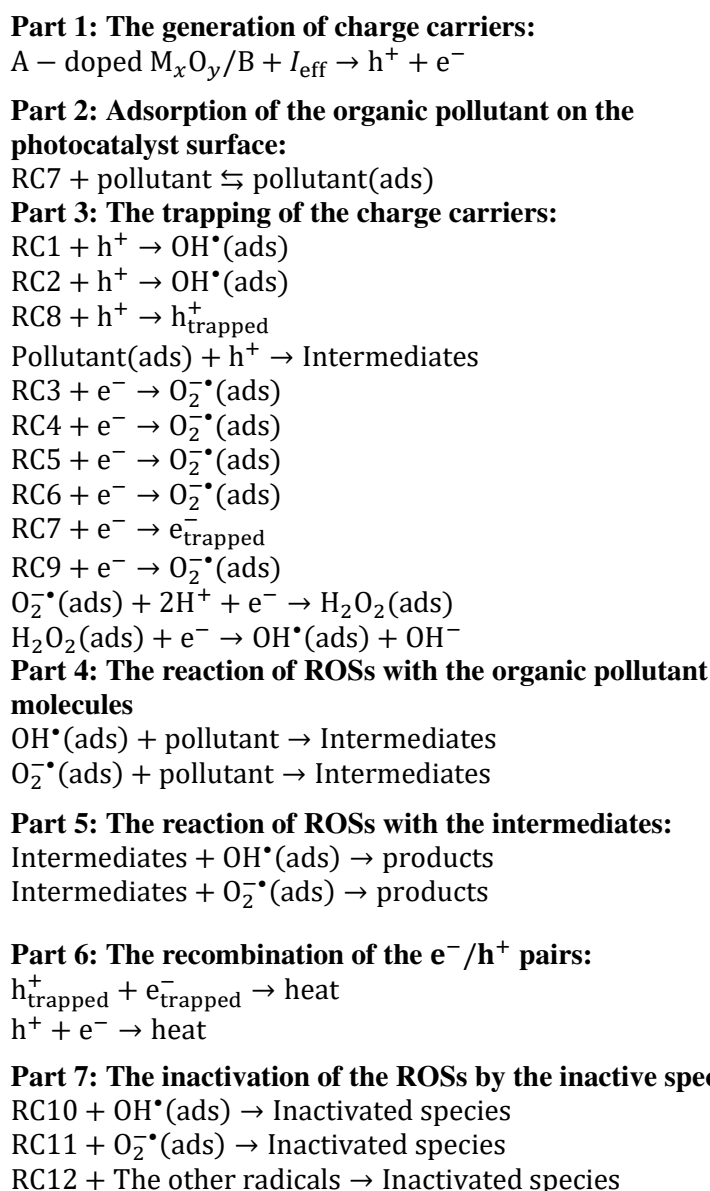 Part 1: The generation of charge carriers:
A − doped MₓOᵧ/B + I_eff → h⁺ + e⁻
Part 2: Adsorption of the organic pollutant on the
photocatalyst surface:
RC7 + pollutant ⇆ pollutant(ads)
Part 3: The trapping of the charge carriers:
RC1 + h⁺ → OH•(ads)
RC2 + h⁺ → OH•(ads)
RC8 + h⁺ → h⁺_trapped
Pollutant(ads) + h⁺ → Intermediates
RC3 + e⁻ → O₂⁻•(ads)
RC4 + e⁻ → O₂⁻•(ads)
RC5 + e⁻ → O₂⁻•(ads)
RC6 + e⁻ → O₂⁻•(ads)
RC7 + e⁻ → e⁻_trapped
RC9 + e⁻ → O₂⁻•(ads)
O₂⁻•(ads) + 2H⁺ + e⁻ → H₂O₂(ads)
H₂O₂(ads) + e⁻ → OH•(ads) + OH⁻
Part 4: The reaction of ROSs with the organic pollutant
molecules
OH•(ads) + pollutant → Intermediates
O₂⁻•(ads) + pollutant → Intermediates
Part 5: The reaction of ROSs with the intermediates:
Intermediates + OH•(ads) → products
Intermediates + O₂⁻•(ads) → products
Part 6: The recombination of the e⁻/h⁺ pairs:
h⁺_trapped + e⁻_trapped → heat
h⁺ + e⁻ → heat
Part 7: The inactivation of the ROSs by the inactive spec
RC10 + OH•(ads) → Inactivated species
RC11 + O₂⁻•(ads) → Inactivated species
RC12 + The other radicals → Inactivated species